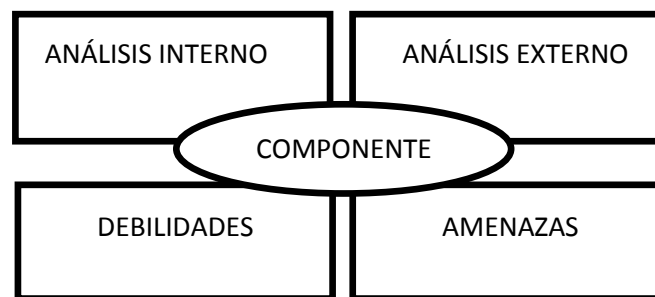 ANÁLISIS INTERNO
ANÁLISIS EXTERNO
COMPONENTE
DEBILIDADES
AMENAZAS